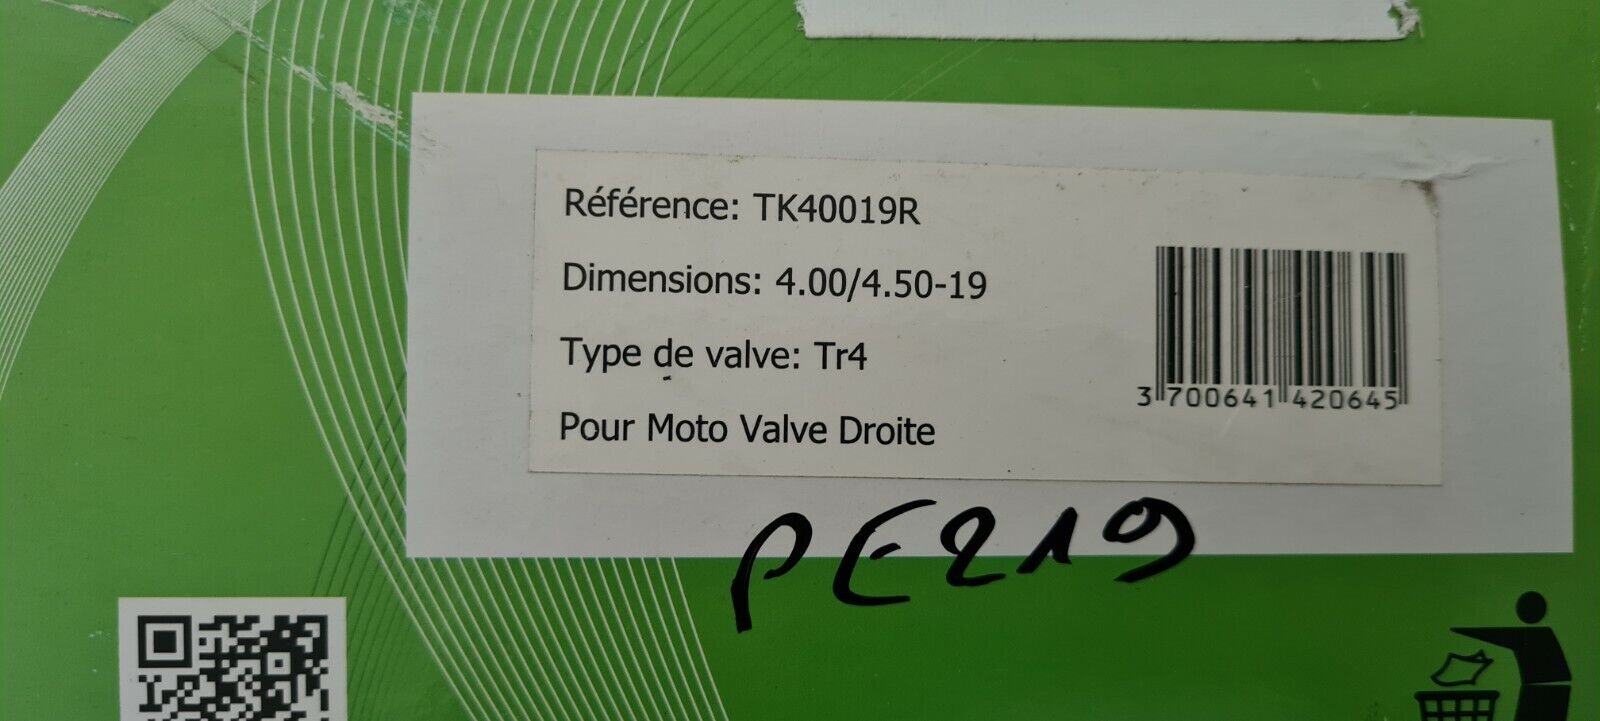 Référence: TK40019R
Dimensions: 4.00/4.50-19
Type de valve: Tr4
Pour Moto Valve Droite
3 700641 420645
PE219